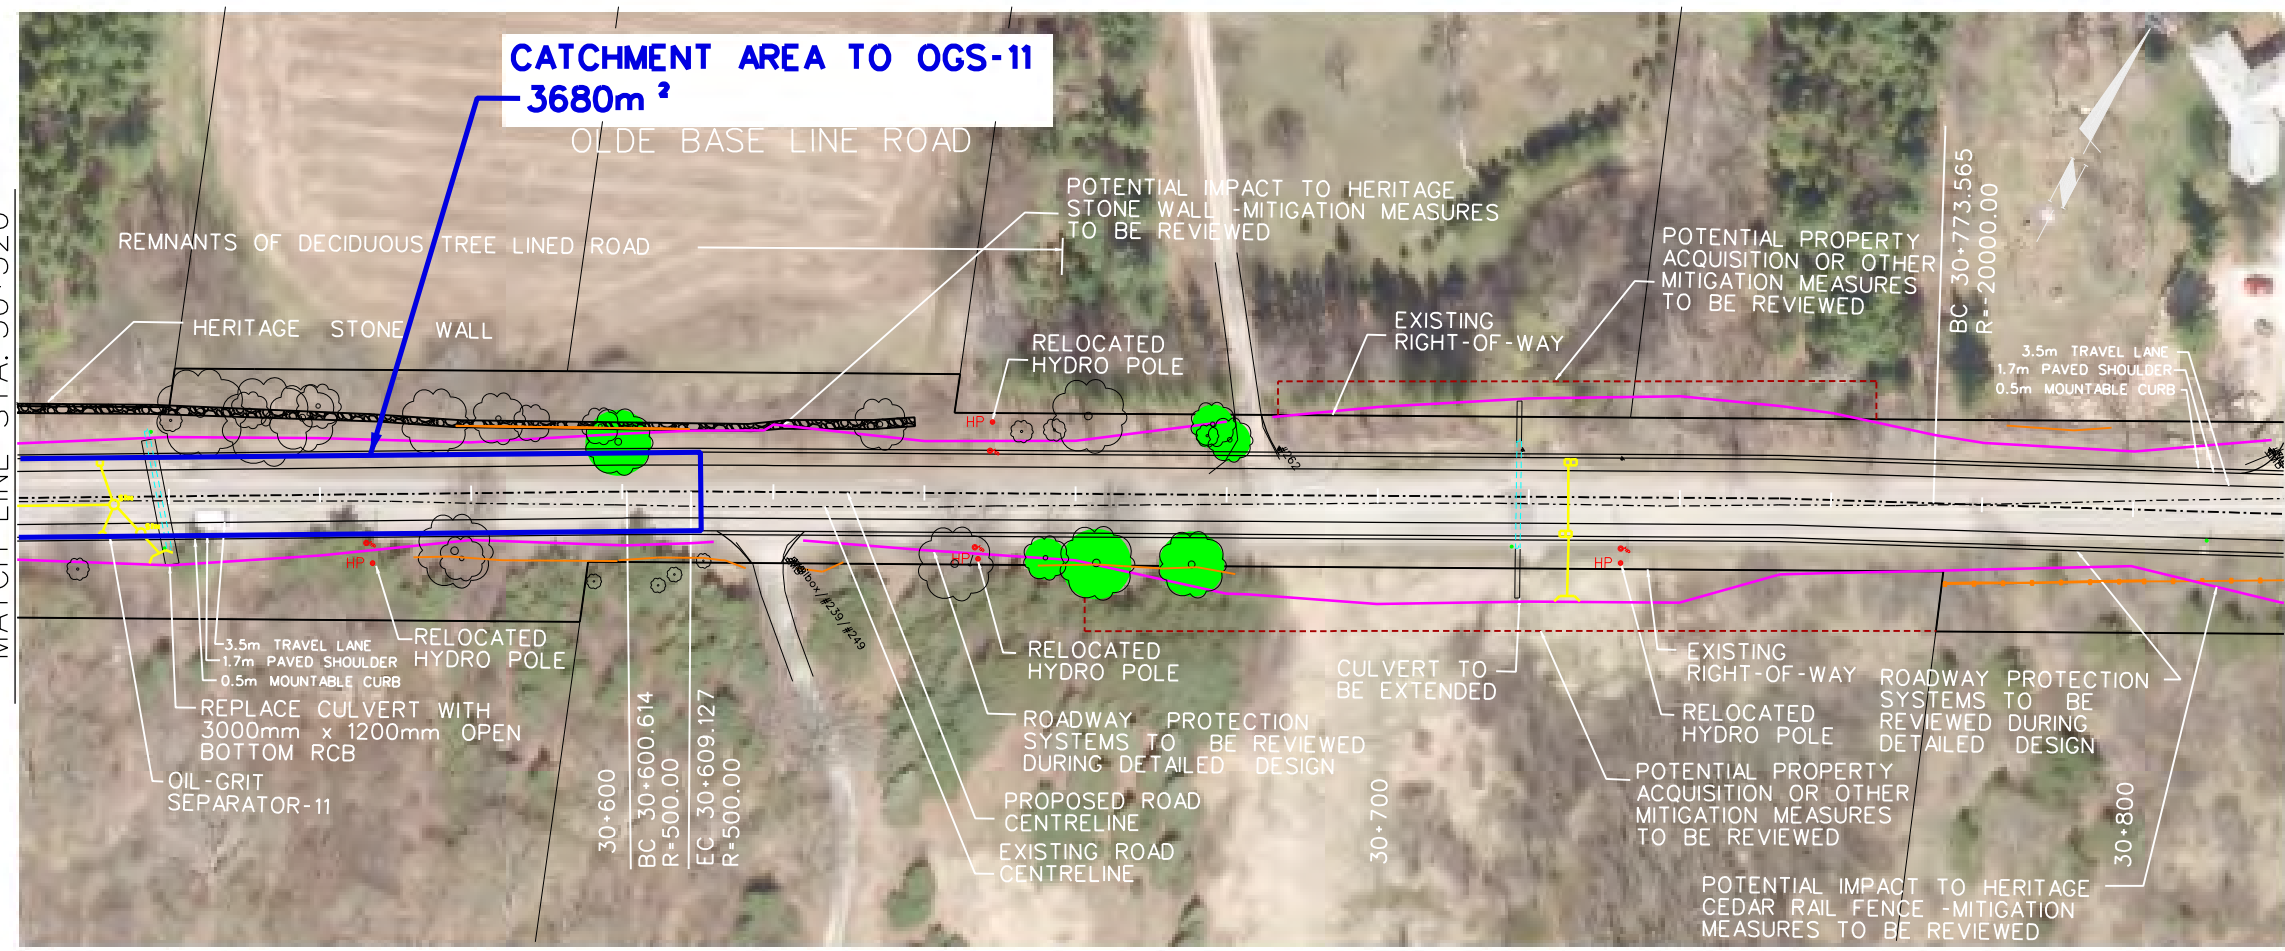 CATCHMENT AREA TO OGS-11
3680m²
OLDE BASE LINE ROAD
REMNANTS OF DECIDUOUS TREE LINED ROAD
POTENTIAL IMPACT TO HERITAGE
STONE WALL -MITIGATION MEASURES
TO BE REVIEWED
POTENTIAL PROPERTY
ACQUISITION OR OTHER
MITIGATION MEASURES
TO BE REVIEWED
BC 30+773.565
R=-20000.00
HERITAGE STONE WALL
RELOCATED
HYDRO POLE
EXISTING
RIGHT-OF-WAY
3.5m TRAVEL LANE
1.7m PAVED SHOULDER
0.5m MOUNTABLE CURB
HP
#262
HP
HP
HP
#239/#249
3.5m TRAVEL LANE
1.7m PAVED SHOULDER
0.5m MOUNTABLE CURB
RELOCATED
HYDRO POLE
REPLACE CULVERT WITH
3000mm x 1200mm OPEN
BOTTOM RCB
OIL-GRIT
SEPARATOR-11
30+600
BC 30+600.614
R=500.00
EC 30+609.127
R=500.00
RELOCATED
HYDRO POLE
ROADWAY PROTECTION
SYSTEMS TO BE REVIEWED
DURING DETAILED DESIGN
PROPOSED ROAD
CENTRELINE
EXISTING ROAD
CENTRELINE
CULVERT TO
BE EXTENDED
30+700
EXISTING
RIGHT-OF-WAY
RELOCATED
HYDRO POLE
POTENTIAL PROPERTY
ACQUISITION OR OTHER
MITIGATION MEASURES
TO BE REVIEWED
ROADWAY PROTECTION
SYSTEMS TO BE
REVIEWED DURING
DETAILED DESIGN
30+800
POTENTIAL IMPACT TO HERITAGE
CEDAR RAIL FENCE -MITIGATION
MEASURES TO BE REVIEWED